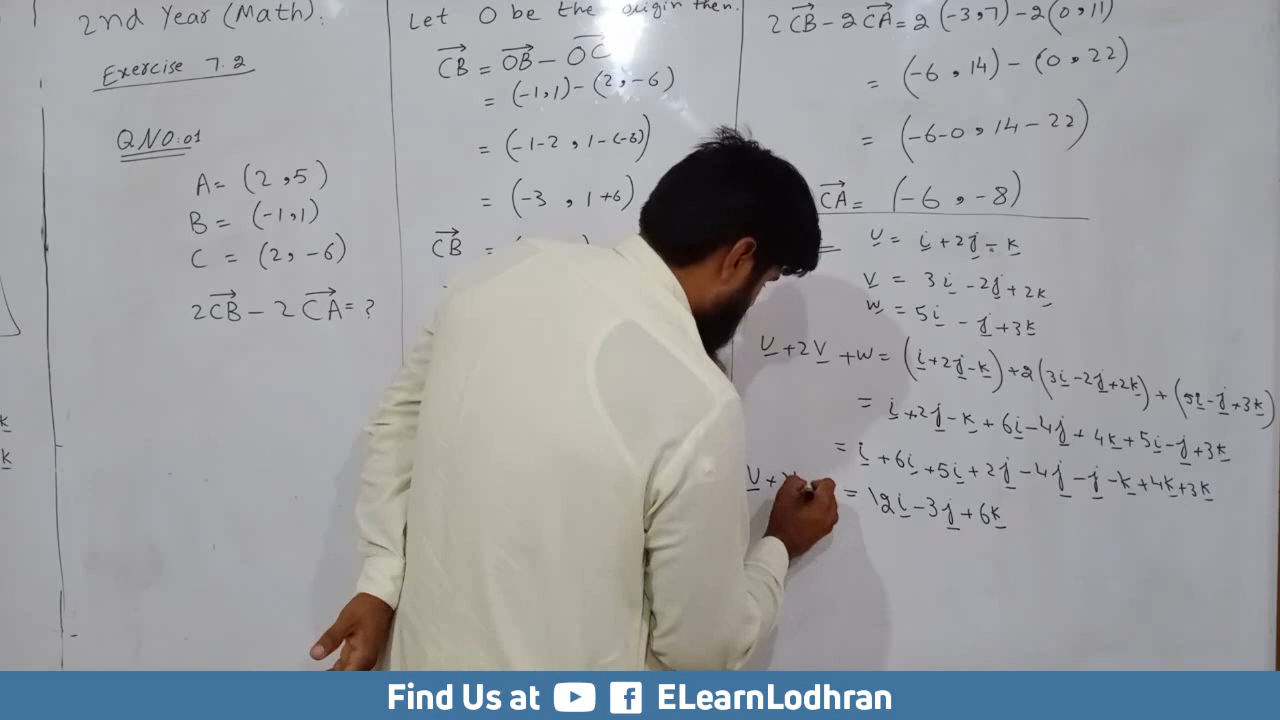 2nd Year (Math).
Exercise 7.2
Q NO:01
A= (2,5)
B = (-1,1)
C = (2,-6)
2CB - 2CA = ?
Let O be the origin then.
CB = OB - OC
= (-1,1)-(2,-6)
= (-1-2, 1-(-6))
= (-3, 1+6)
CB =
2CB-2CA=2(-3,7)-2(0,11)
= (-6,14)-(0,22)
= (-6-0,14-22)
CA= (-6,-8)
U= i+2j-k
V = 3i-2j+2k
W = 5i-j+3k
U+2V+W= (i+2j-k)+2(3i-2j+2k)+(5i-j+3k)
= i+2j-k+6i-4j+4k+5i-j+3k
= i+6i+5i+2j-4j-j-k+4k+3k
U+ = 12i-3j+6k
k
k
Find Us at ELearnLodhran